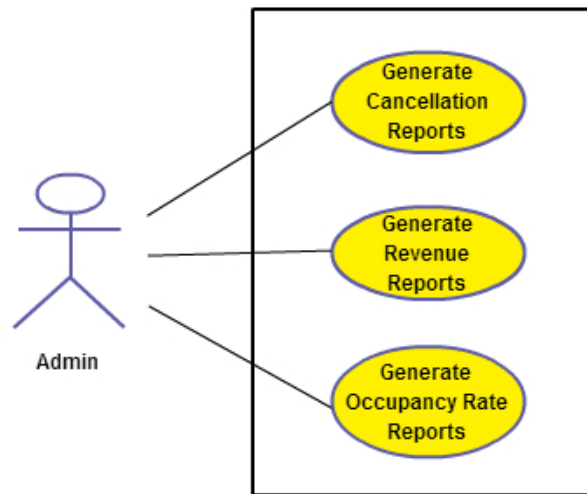 Generate
Cancellation
Reports
Generate
Revenue
Reports
Admin
Generate
Occupancy Rate
Reports